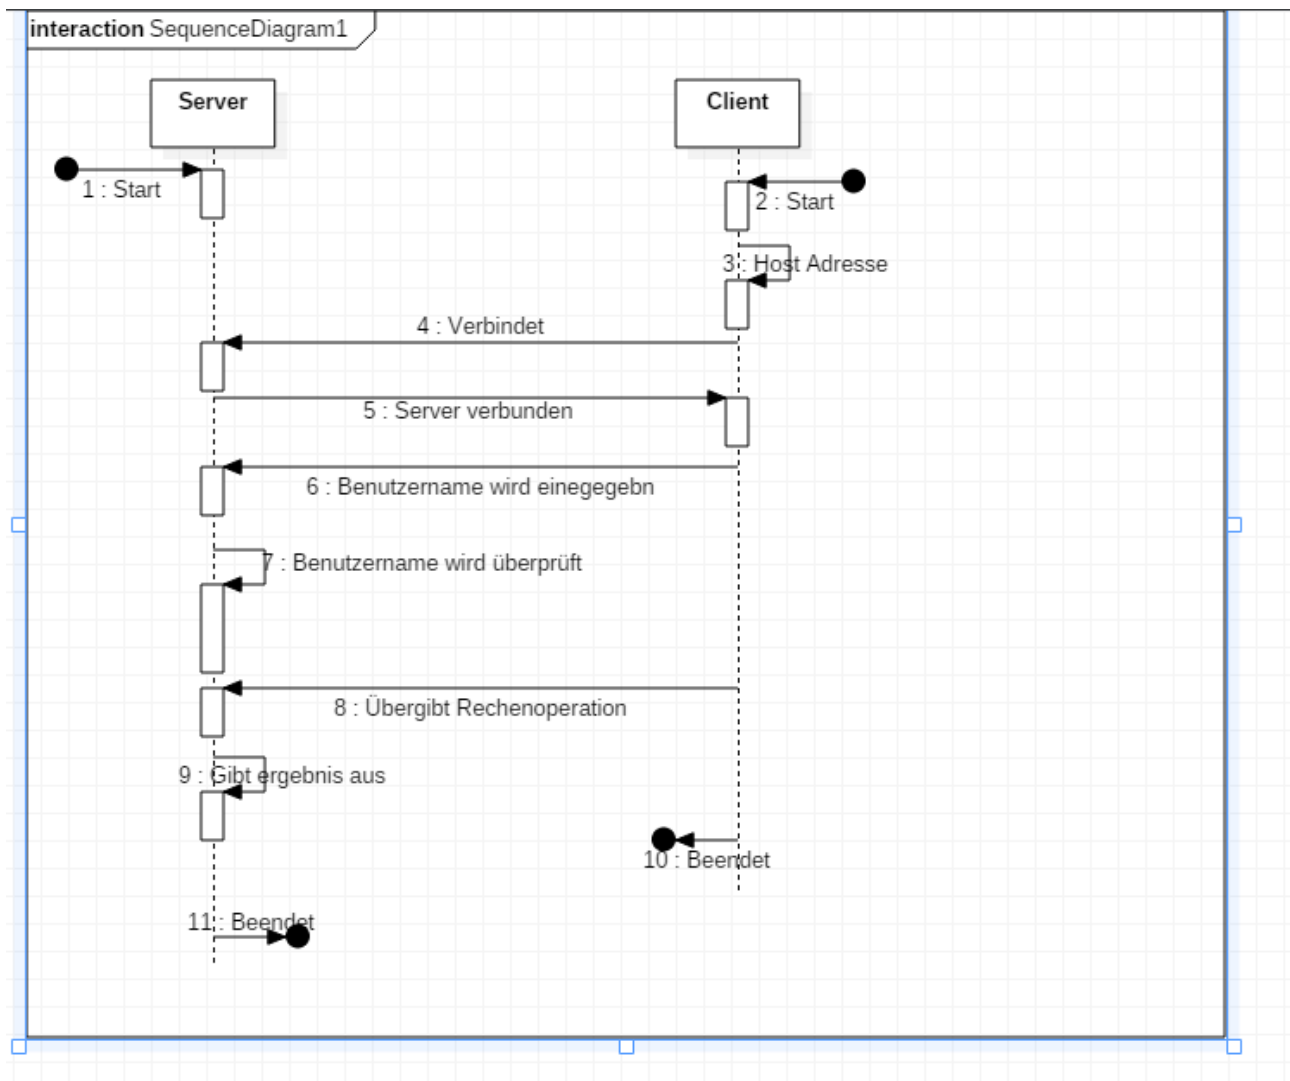 interaction SequenceDiagram1
Server
Client
1 : Start
2 : Start
3 : Host Adresse
4 : Verbindet
5 : Server verbunden
6 : Benutzername wird einegegebn
7 : Benutzername wird überprüft
8 : Übergibt Rechenoperation
9 : Gibt ergebnis aus
10 : Beendet
11 : Beendet